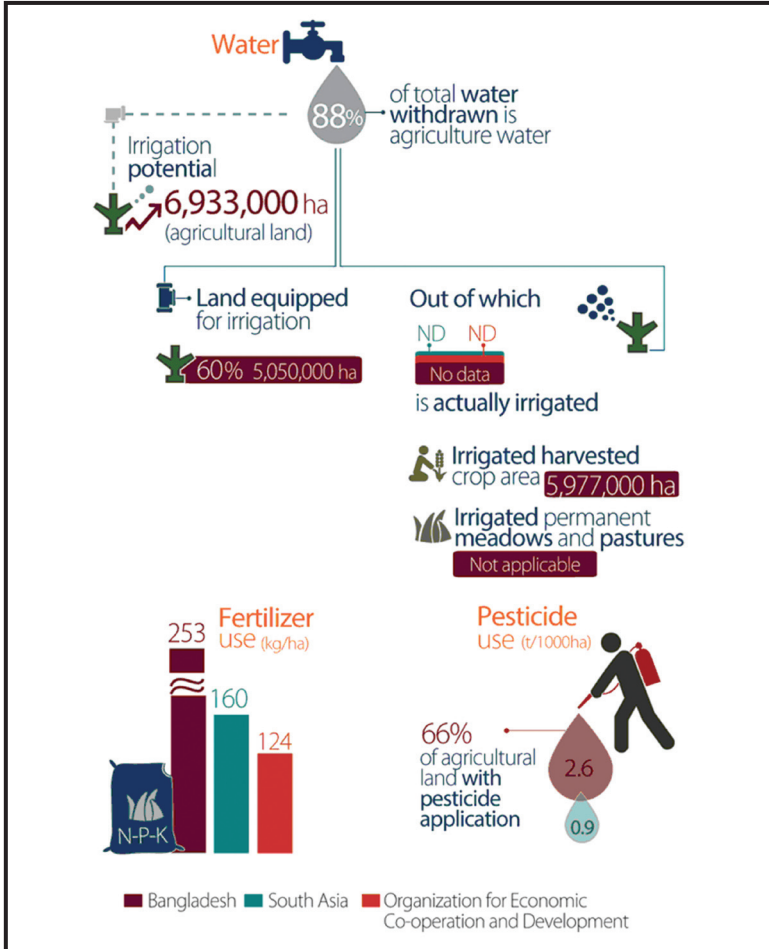 Water
88%
of total water
withdrawn is
agriculture water
Irrigation
potential
6,933,000 ha
(agricultural land)
Land equipped
for irrigation
60% 5,050,000 ha
Out of which
ND ND
No data
is actually irrigated
Irrigated harvested
crop area 5,977,000 ha
Irrigated permanent
meadows and pastures
Not applicable
Fertilizer
use (kg/ha)
253
160
124
N-P-K
Pesticide
use (t/1000ha)
66%
of agricultural
land with
pesticide
application
2.6
0.9
Bangladesh South Asia Organization for Economic
Co-operation and Development